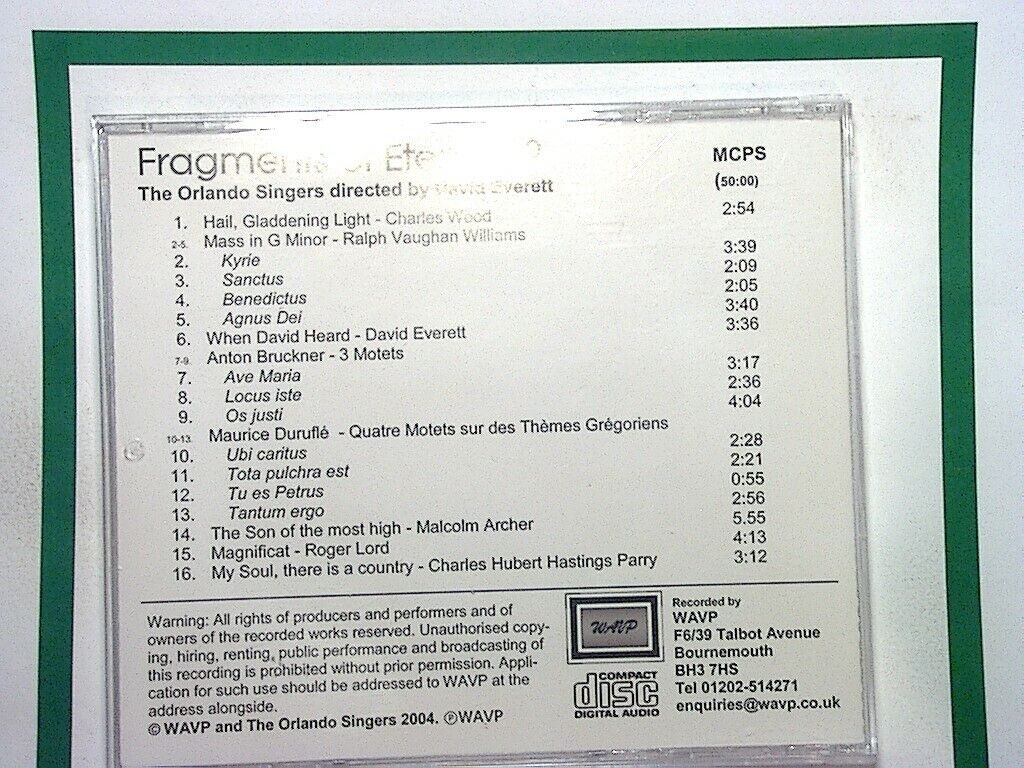 Fragments of Eter
MCPS
The Orlando Singers directed by David Everett
(50:00)
1. Hail, Gladdening Light - Charles Wood 2:54
2-5. Mass in G Minor - Ralph Vaughan Williams
2. Kyrie 3:39
3. Sanctus 2:09
4. Benedictus 2:05
5. Agnus Dei 3:40
6. When David Heard - David Everett 3:36
7-9. Anton Bruckner - 3 Motets
7. Ave Maria 3:17
8. Locus iste 2:36
9. Os justi 4:04
10-13. Maurice Duruflé - Quatre Motets sur des Thèmes Grégoriens
10. Ubi caritus 2:28
11. Tota pulchra est 2:21
12. Tu es Petrus 0:55
13. Tantum ergo 2:56
14. The Son of the most high - Malcolm Archer 5.55
15. Magnificat - Roger Lord 4:13
16. My Soul, there is a country - Charles Hubert Hastings Parry 3:12
Warning: All rights of producers and performers and of
owners of the recorded works reserved. Unauthorised copy-
ing, hiring, renting, public performance and broadcasting of
this recording is prohibited without prior permission. Appli-
cation for such use should be addressed to WAVP at the
address alongside.
© WAVP and The Orlando Singers 2004. ℗WAVP
WAVP
COMPACT
disc
DIGITAL AUDIO
Recorded by
WAVP
F6/39 Talbot Avenue
Bournemouth
BH3 7HS
Tel 01202-514271
enquiries@wavp.co.uk